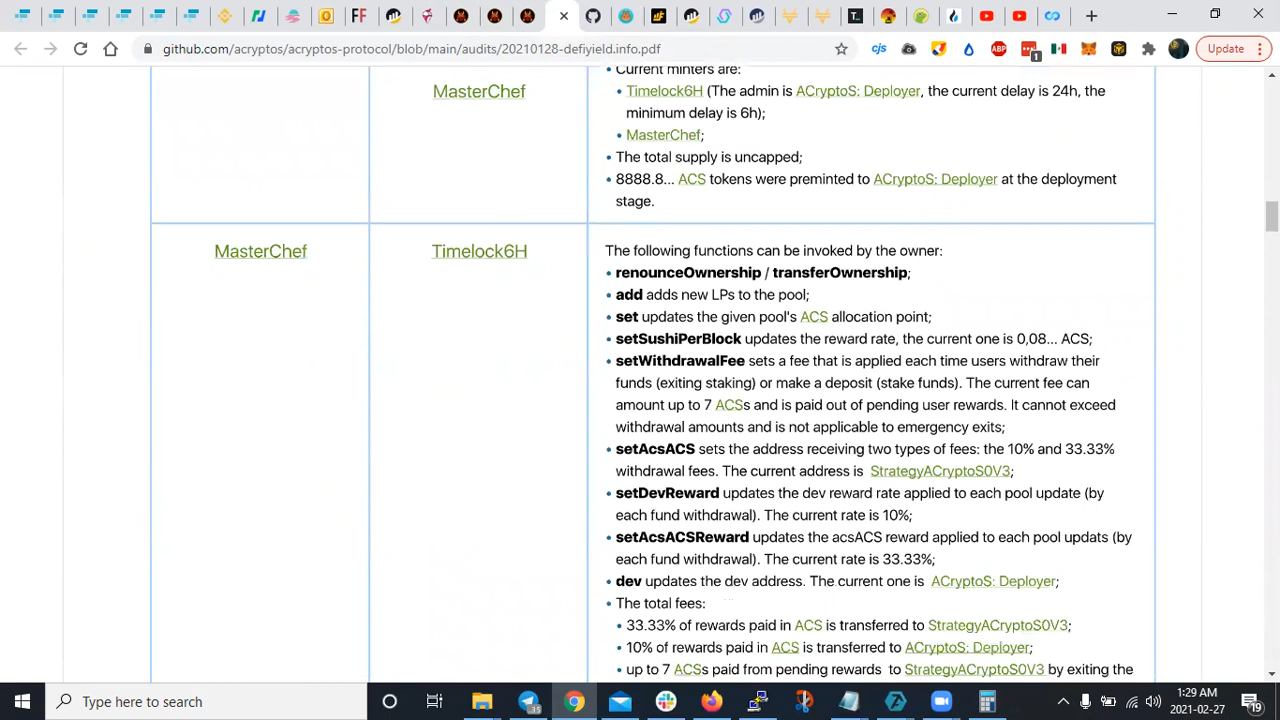 github.com/acryptos/acryptos-protocol/blob/main/audits/20210128-defiyield.info.pdf
cjs
ABP
1
Update
• Current minters are:
MasterChef
• Timelock6H (The admin is ACryptoS: Deployer, the current delay is 24h, the
minimum delay is 6h);
• MasterChef;
• The total supply is uncapped;
• 8888.8... ACS tokens were preminted to ACryptoS: Deployer at the deployment
stage.
MasterChef
Timelock6H
The following functions can be invoked by the owner:
• renounceOwnership / transferOwnership;
• add adds new LPs to the pool;
• set updates the given pool's ACS allocation point;
• setSushiPerBlock updates the reward rate, the current one is 0,08... ACS;
• setWithdrawalFee sets a fee that is applied each time users withdraw their
funds (exiting staking) or make a deposit (stake funds). The current fee can
amount up to 7 ACSs and is paid out of pending user rewards. It cannot exceed
withdrawal amounts and is not applicable to emergency exits;
• setAcsACS sets the address receiving two types of fees: the 10% and 33.33%
withdrawal fees. The current address is StrategyACryptoS0V3;
• setDevReward updates the dev reward rate applied to each pool update (by
each fund withdrawal). The current rate is 10%;
• setAcsACSReward updates the acsACS reward applied to each pool updats (by
each fund withdrawal). The current rate is 33.33%;
• dev updates the dev address. The current one is ACryptoS: Deployer;
• The total fees:
• 33.33% of rewards paid in ACS is transferred to StrategyACryptoS0V3;
• 10% of rewards paid in ACS is transferred to ACryptoS: Deployer;
• up to 7 ACSs paid from pending rewards to StrategyACryptoS0V3 by exiting the
Type here to search
35
1:29 AM
2021-02-27
19